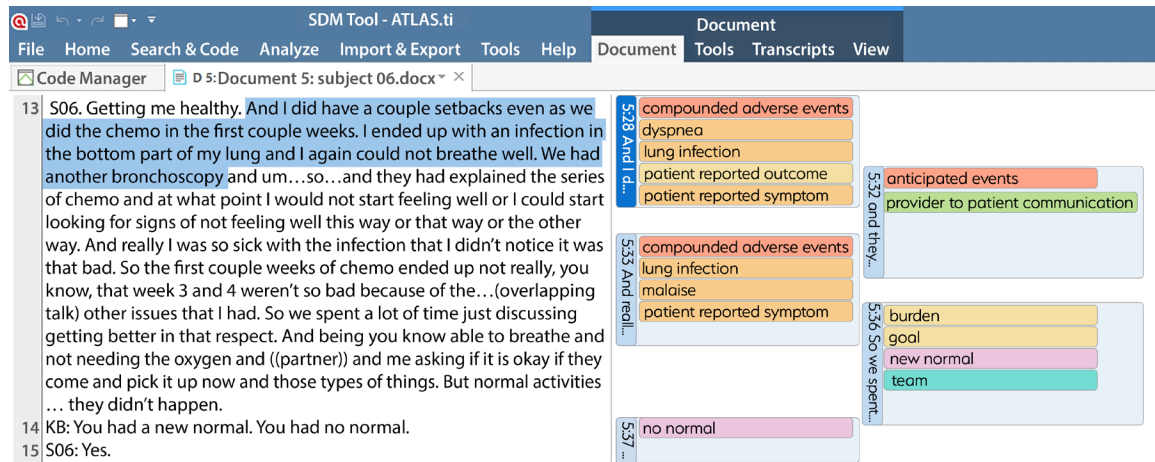 SDM Tool - ATLAS.ti
Document
File Home Search & Code Analyze Import & Export Tools Help Document Tools Transcripts View
Code Manager D 5: Document 5: subject 06.docx
13 S06. Getting me healthy. And I did have a couple setbacks even as we
did the chemo in the first couple weeks. I ended up with an infection in
the bottom part of my lung and I again could not breathe well. We had
another bronchoscopy and um…so…and they had explained the series
of chemo and at what point I would not start feeling well or I could start
looking for signs of not feeling well this way or that way or the other
way. And really I was so sick with the infection that I didn't notice it was
that bad. So the first couple weeks of chemo ended up not really, you
know, that week 3 and 4 weren't so bad because of the…(overlapping
talk) other issues that I had. So we spent a lot of time just discussing
getting better in that respect. And being you know able to breathe and
not needing the oxygen and ((partner)) and me asking if it is okay if they
come and pick it up now and those types of things. But normal activities
… they didn't happen.
14 KB: You had a new normal. You had no normal.
15 S06: Yes.
5:28 And I d...
compounded adverse events
dyspnea
lung infection
patient reported outcome
patient reported symptom
5:32 and they...
anticipated events
provider to patient communication
5:33 And reall...
compounded adverse events
lung infection
malaise
patient reported symptom
5:36 So we spent...
burden
goal
new normal
team
5:37 ...
no normal